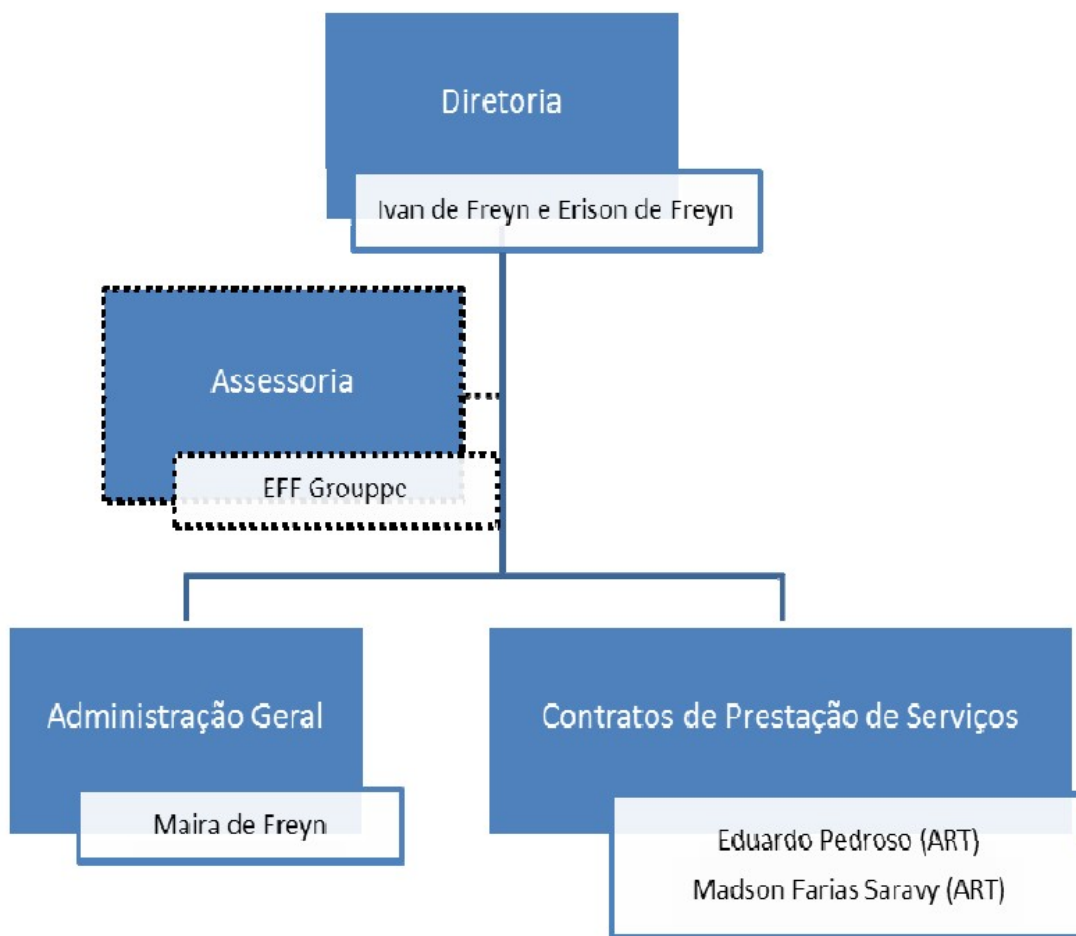 Diretoria
Ivan de Freyn e Erison de Freyn
Assessoria
EFF Grouppe
Administração Geral
Maira de Freyn
Contratos de Prestação de Serviços
Eduardo Pedroso (ART)
Madson Farias Saravy (ART)